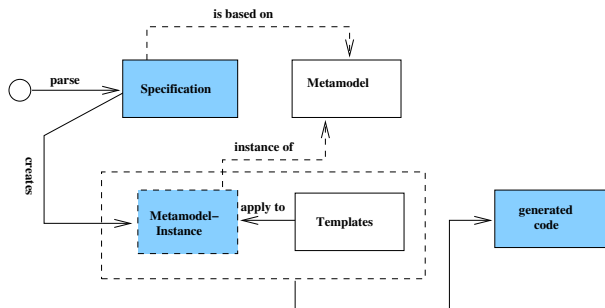 is based on
parse
Specification
Metamodel
instance of
creates
Metamodel-
Instance
apply to
Templates
generated
code